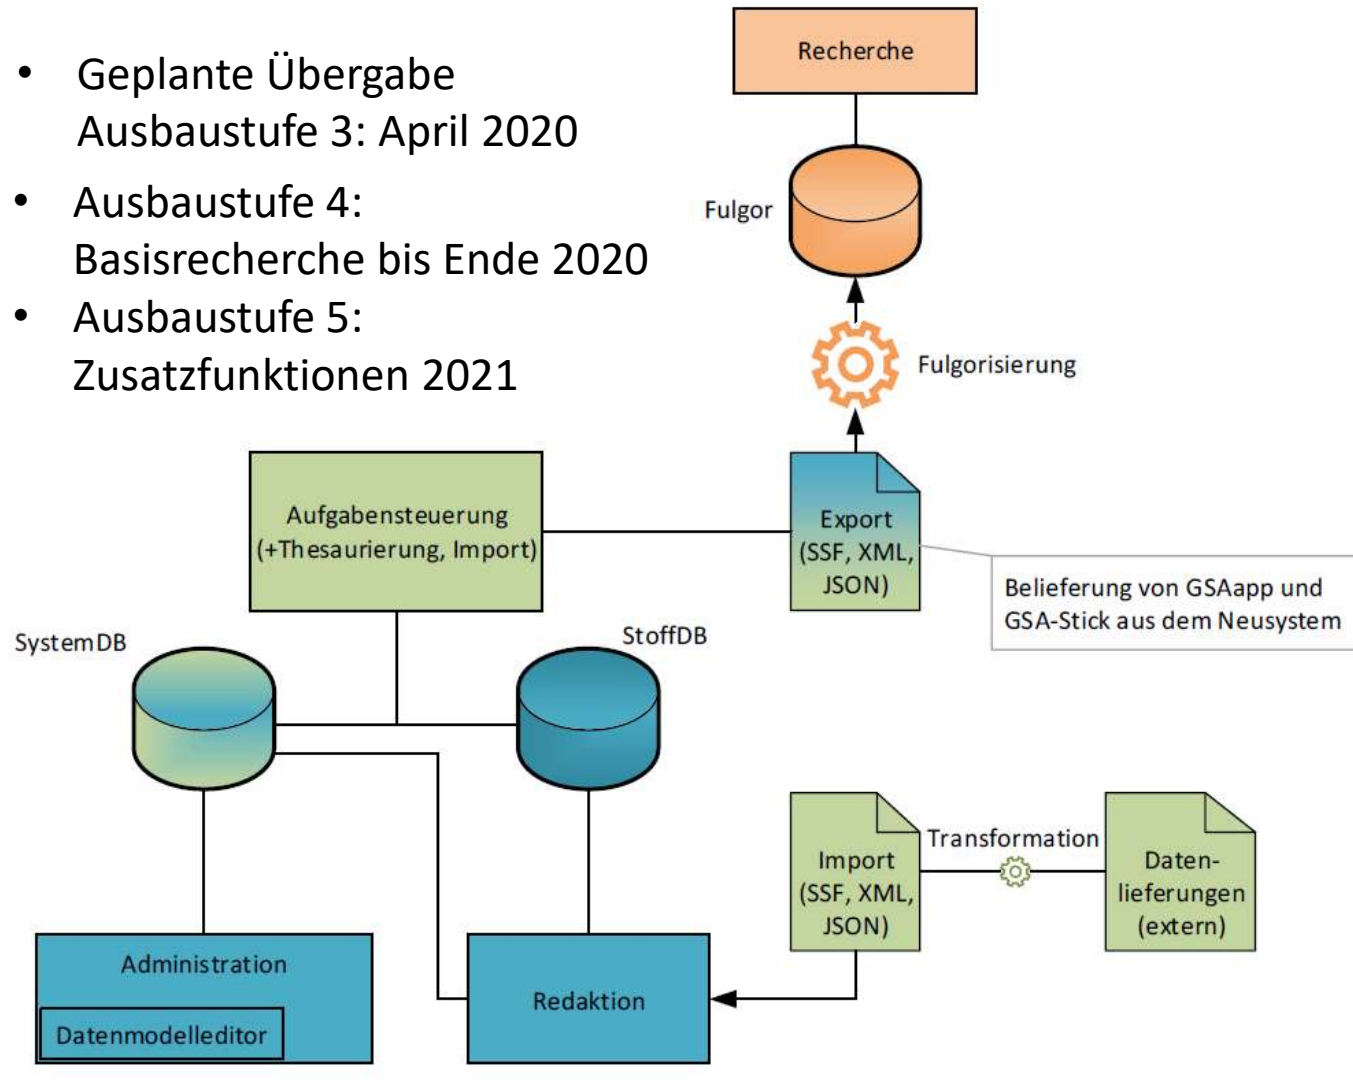 • Geplante Übergabe
Ausbaustufe 3: April 2020
• Ausbaustufe 4:
Basisrecherche bis Ende 2020
• Ausbaustufe 5:
Zusatzfunktionen 2021
Recherche
Fulgor
Fulgorisierung
Aufgabensteuerung
(+Thesaurierung, Import)
Export
(SSF, XML,
JSON)
Belieferung von GSAapp und
GSA-Stick aus dem Neusystem
SystemDB
StoffDB
Import
(SSF, XML,
JSON)
Transformation
Daten-
lieferungen
(extern)
Administration
Datenmodelleditor
Redaktion